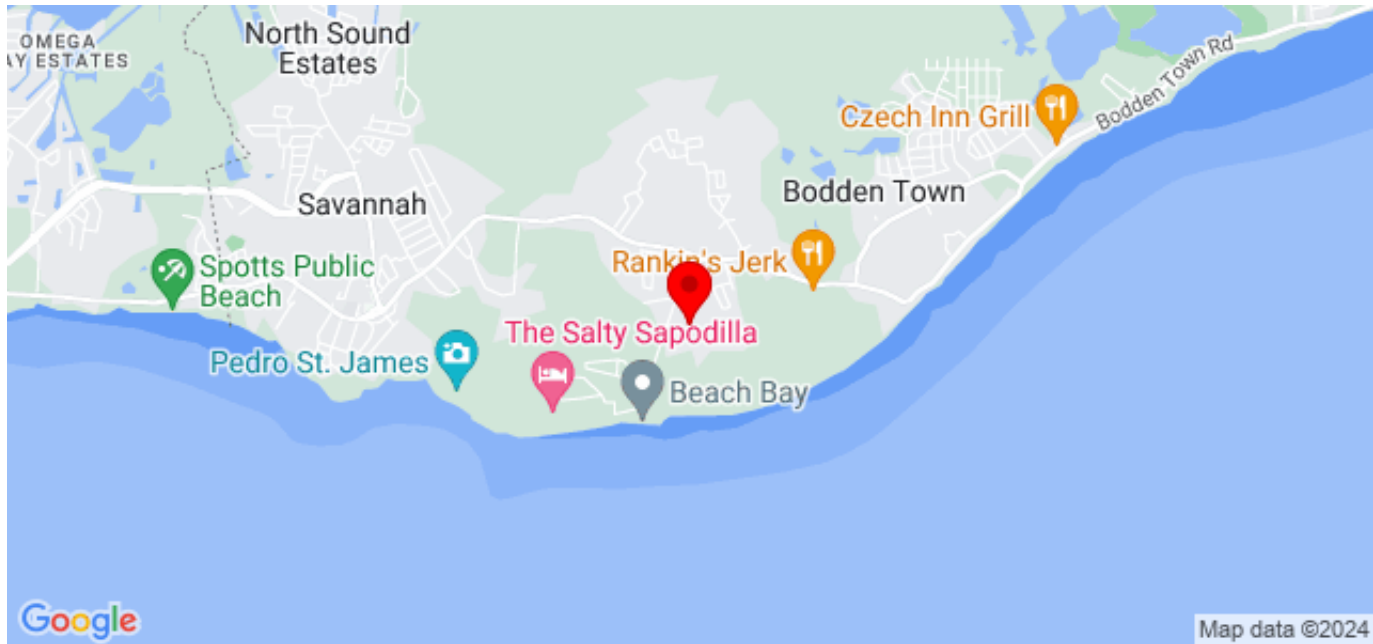 OMEGA
AY ESTATES
North Sound
Estates
Bodden Town Rd
Czech Inn Grill
Savannah
Bodden Town
Spotts Public
Beach
Rankin's Jerk
The Salty Sapodilla
Pedro St. James
Beach Bay
Google
Map data ©2024